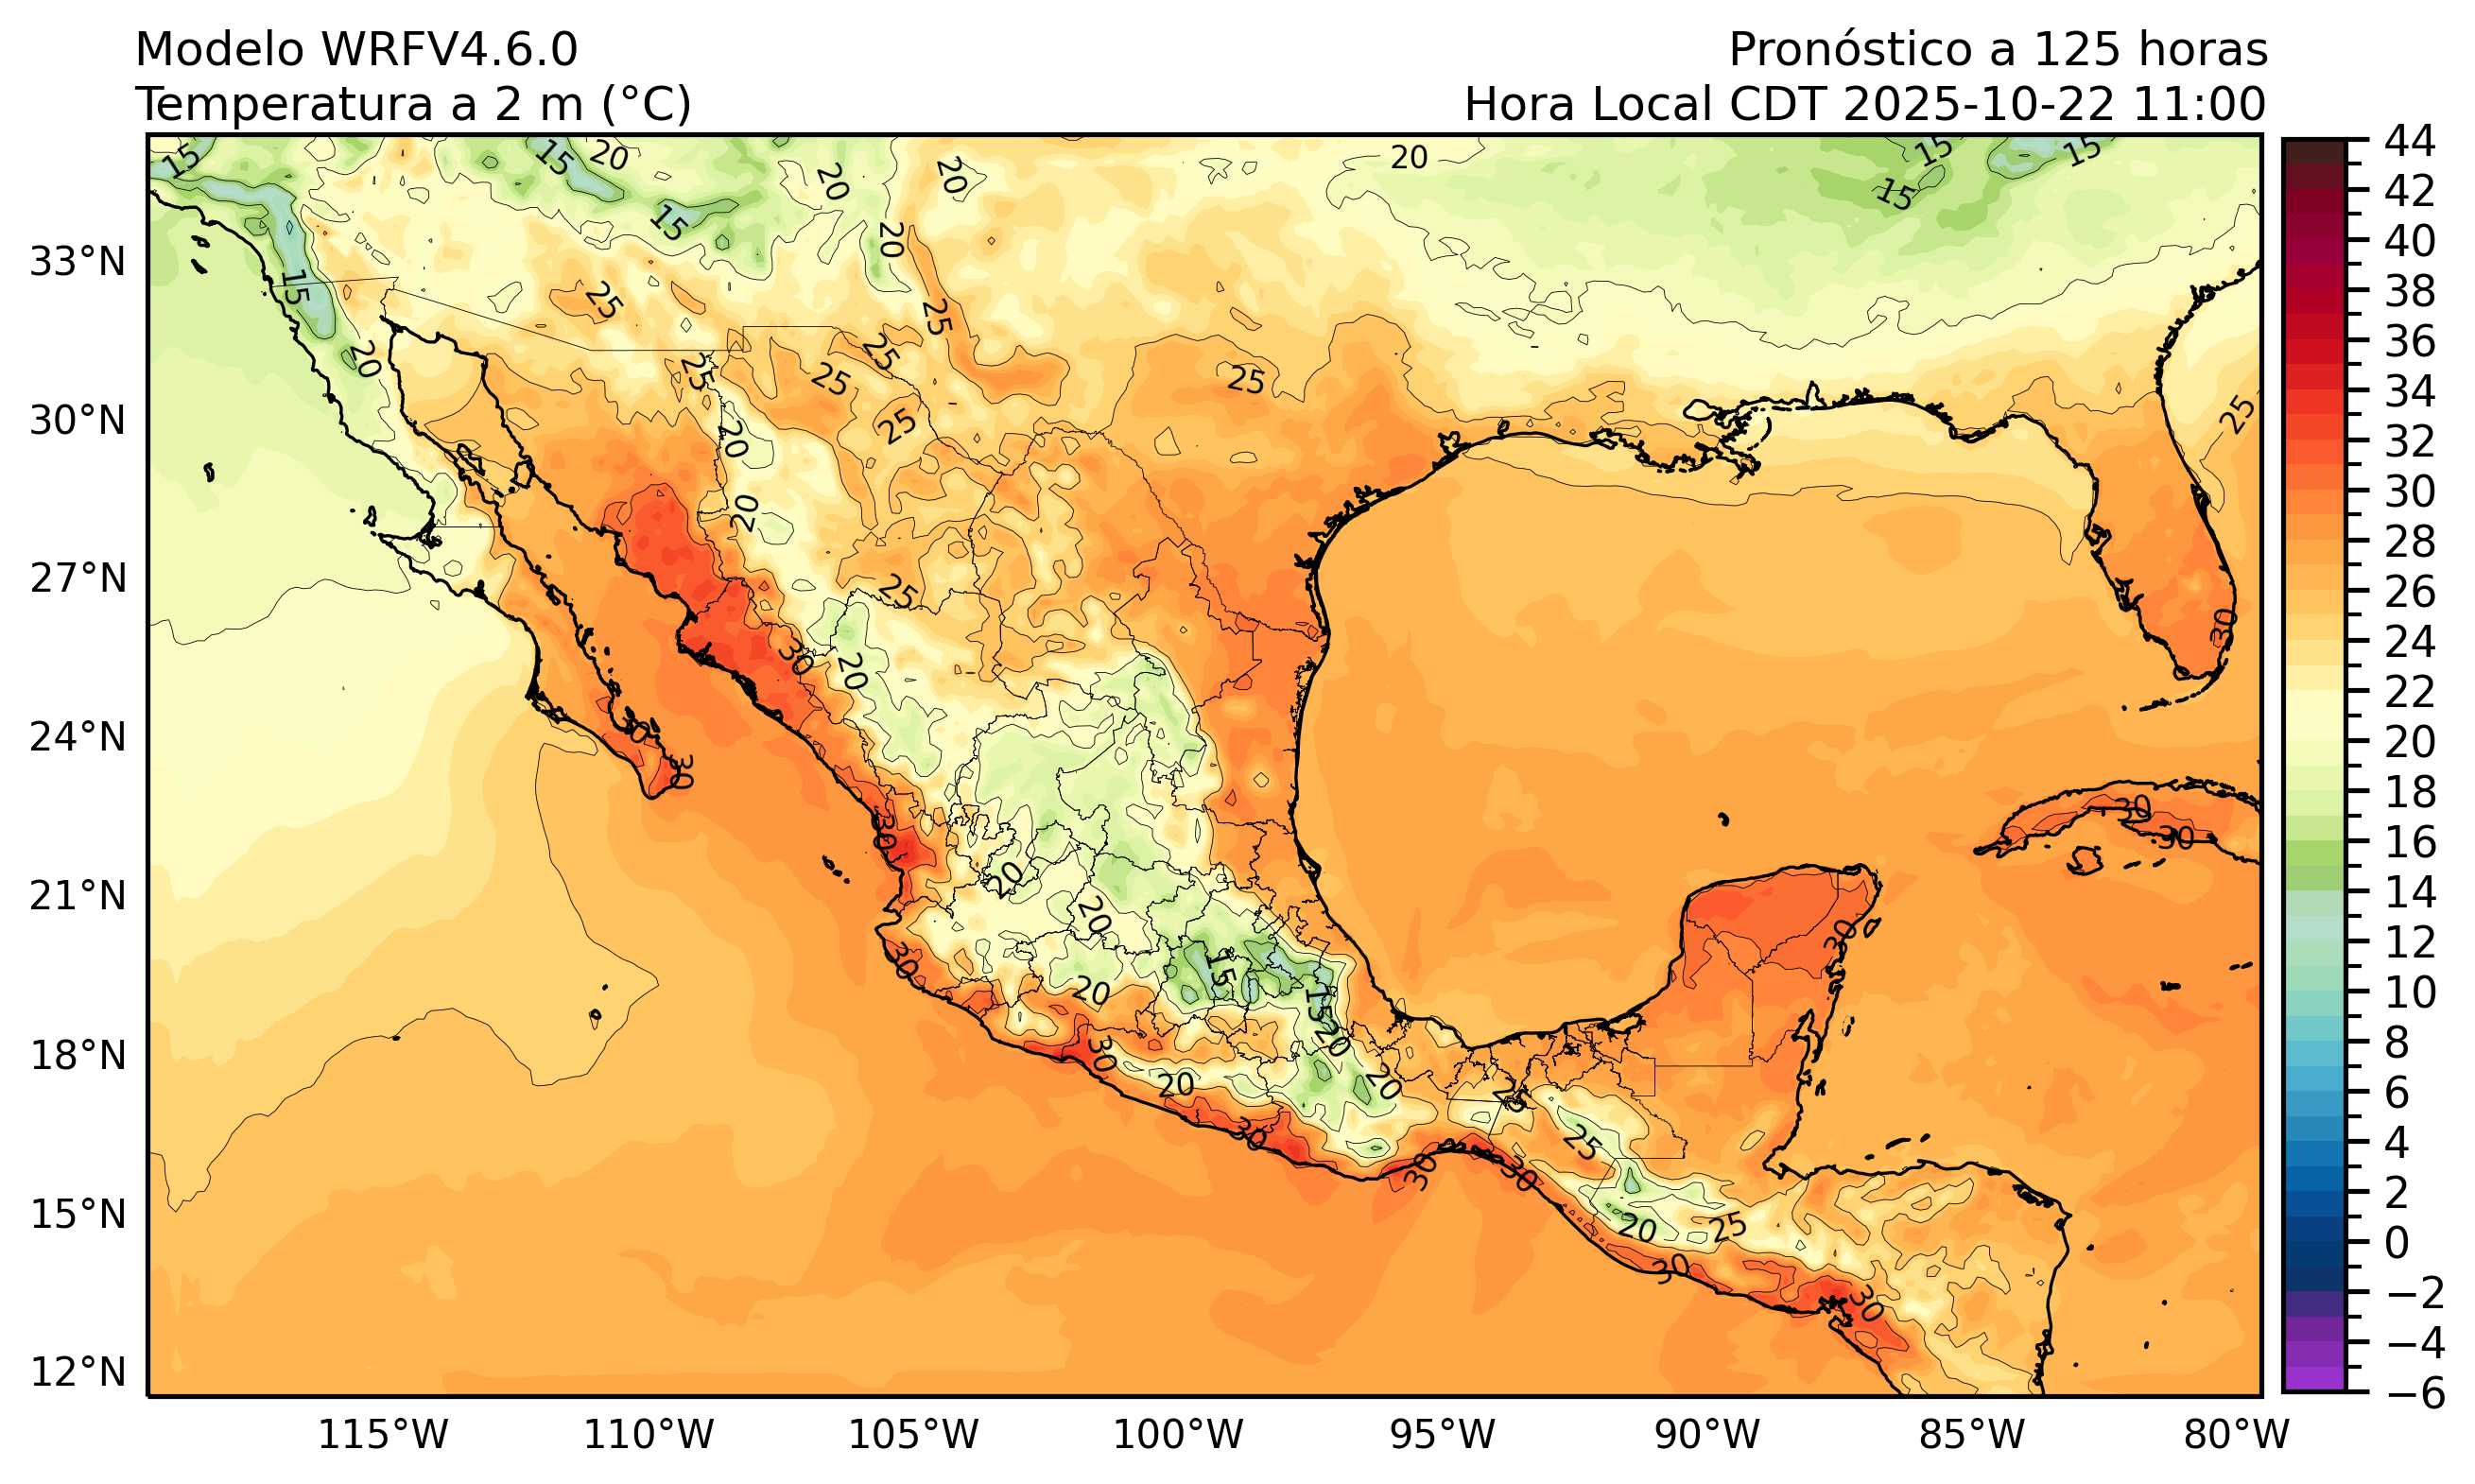 Modelo WRFV4.6.0
Pronóstico a 125 horas
Temperatura a 2 m (°C)
Hora Local CDT 2025-10-22 11:00
15 15 20 20 20 20 15 15 15
15 20
15 25 25
20 25 25 25 25
20 25 25
20
25
30 20 30
30 30
30 30 30
20 20
30 15 20 15 20 30
30 20 20 25
30 25
30 30
20 25
30 30
33°N
30°N
27°N
24°N
21°N
18°N
15°N
12°N
115°W 110°W 105°W 100°W 95°W 90°W 85°W 80°W
44
42
40
38
36
34
32
30
28
26
24
22
20
18
16
14
12
10
8
6
4
2
0
−2
−4
−6